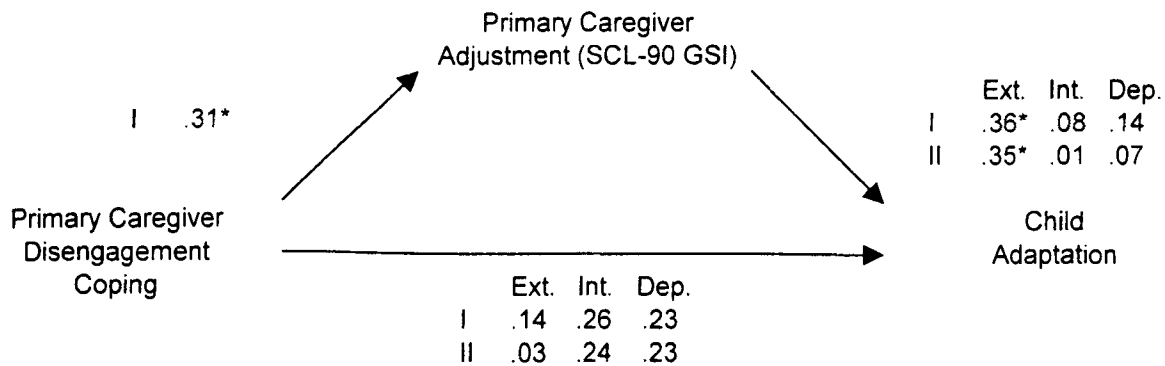 Primary Caregiver
Adjustment (SCL-90 GSI)
I .31*
Ext. Int. Dep.
I .36* .08 .14
II .35* .01 .07
Primary Caregiver
Disengagement
Coping
Child
Adaptation
Ext. Int. Dep.
I .14 .26 .23
II .03 .24 .23